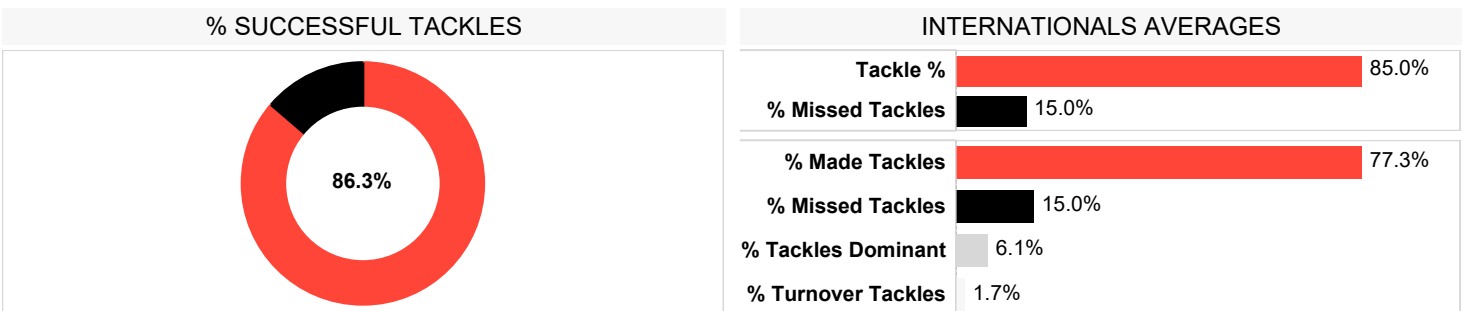 % SUCCESSFUL TACKLES
86.3%
INTERNATIONALS AVERAGES
Tackle % 85.0%
% Missed Tackles 15.0%
% Made Tackles 77.3%
% Missed Tackles 15.0%
% Tackles Dominant 6.1%
% Turnover Tackles 1.7%